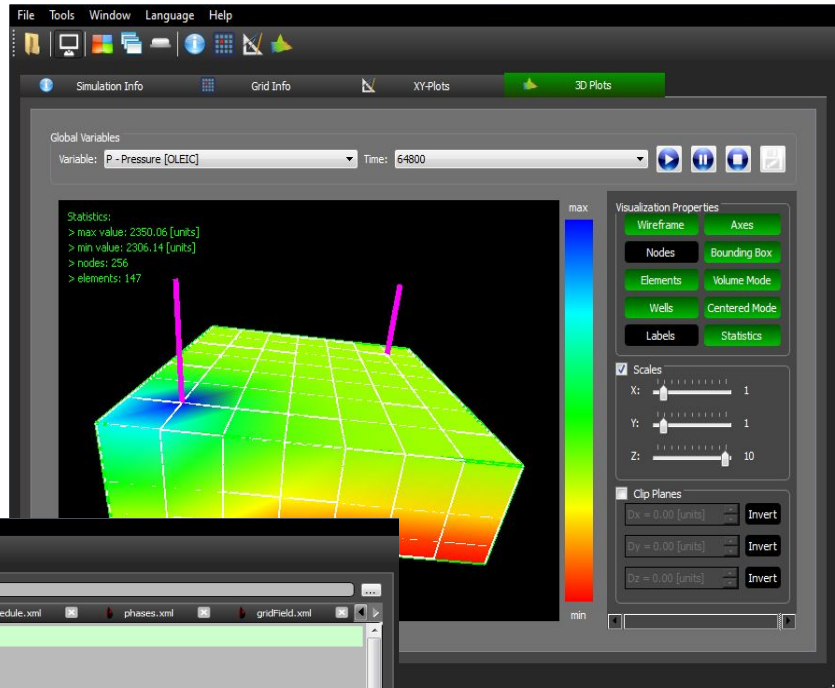 File Tools Window Language Help
Simulation Info Grid Info XY-Plots 3D Plots
Global Variables
Variable: P - Pressure [OLEIC] Time: 64800
Statistics:
> max value: 2350.06 [units]
> min value: 2306.14 [units]
> nodes: 256
> elements: 147
max
min
Visualization Properties
Wireframe Axes
Nodes Bounding Box
Elements Volume Mode
Wells Centered Mode
Labels Statistics
Scales
X: 1
Y: 1
Z: 10
Clip Planes
Dx = 0.00 [units] Invert
Dy = 0.00 [units] Invert
Dz = 0.00 [units] Invert
...
edule.xml phases.xml gridField.xml